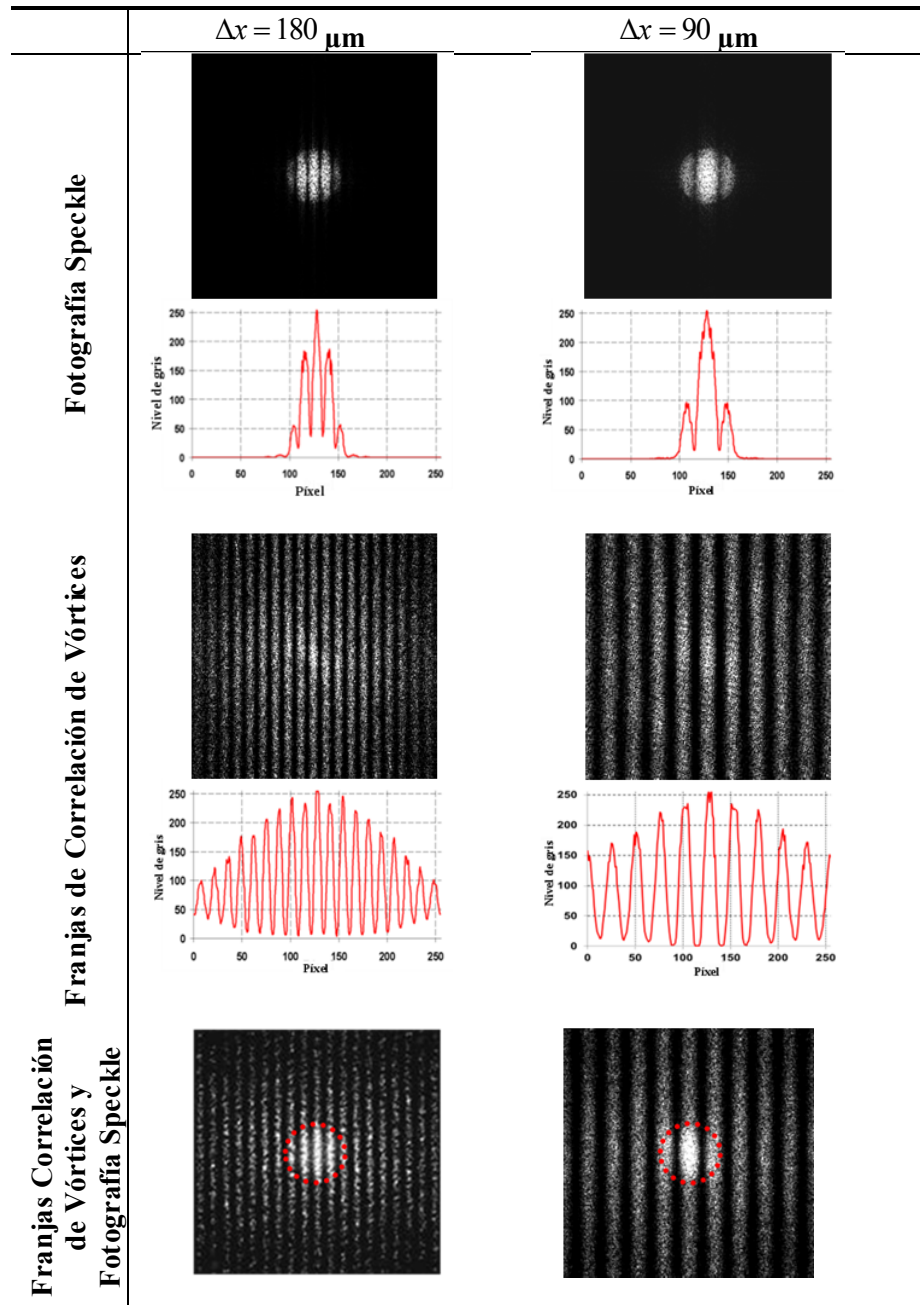 Δx = 180 µm
Δx = 90 µm
Fotografía Speckle
250
200
150
100
50
0
Nivel de gris
0 50 100 150 200 250
Píxel
250
200
150
100
50
0
Nivel de gris
0 50 100 150 200 250
Píxel
Franjas de Correlación de Vórtices
250
200
150
100
50
0
Nivel de gris
0 50 100 150 200 250
Píxel
250
200
150
100
50
0
Nivel de gris
0 50 100 150 200 250
Píxel
Franjas Correlación
de Vórtices y
Fotografía Speckle